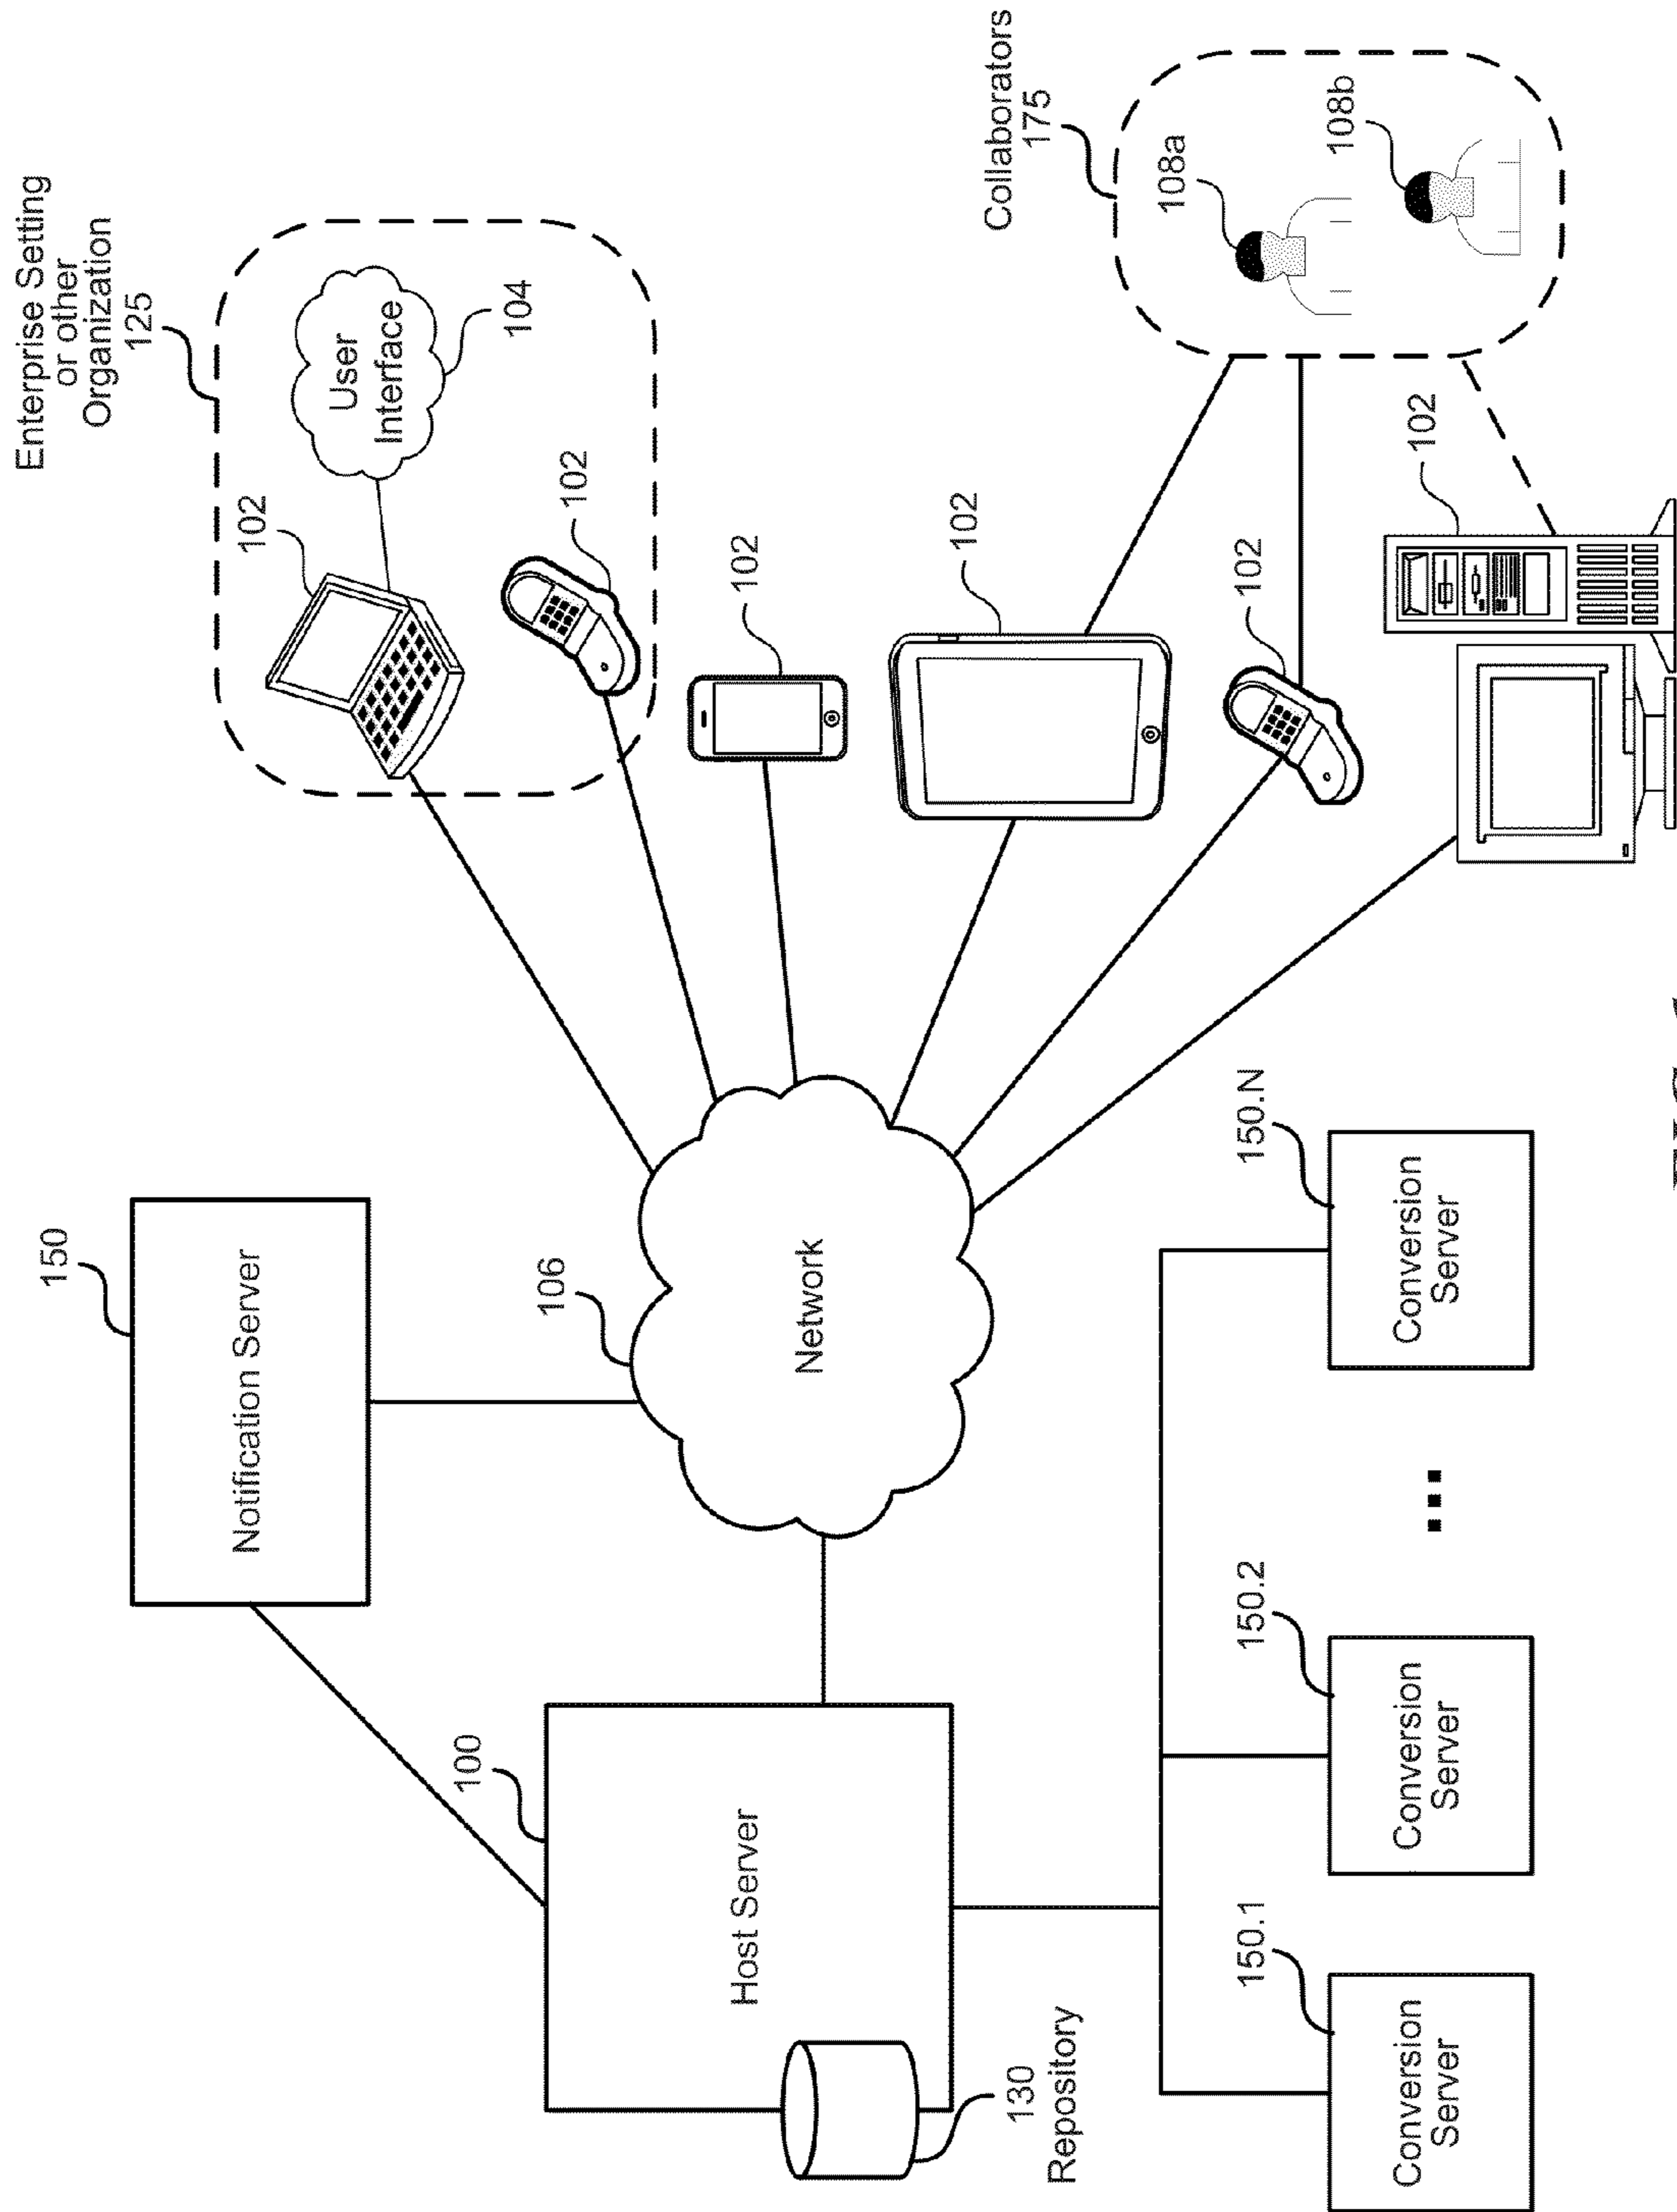 Enterprise Setting
or other
Organization
125
150
Notification Server
102
User
Interface
104
102
106
Network
102
Collaborators
175
108a
108b
102
102
102
100
Host Server
130
Repository
150.1
Conversion
Server
150.2
Conversion
Server
...
150.N
Conversion
Server